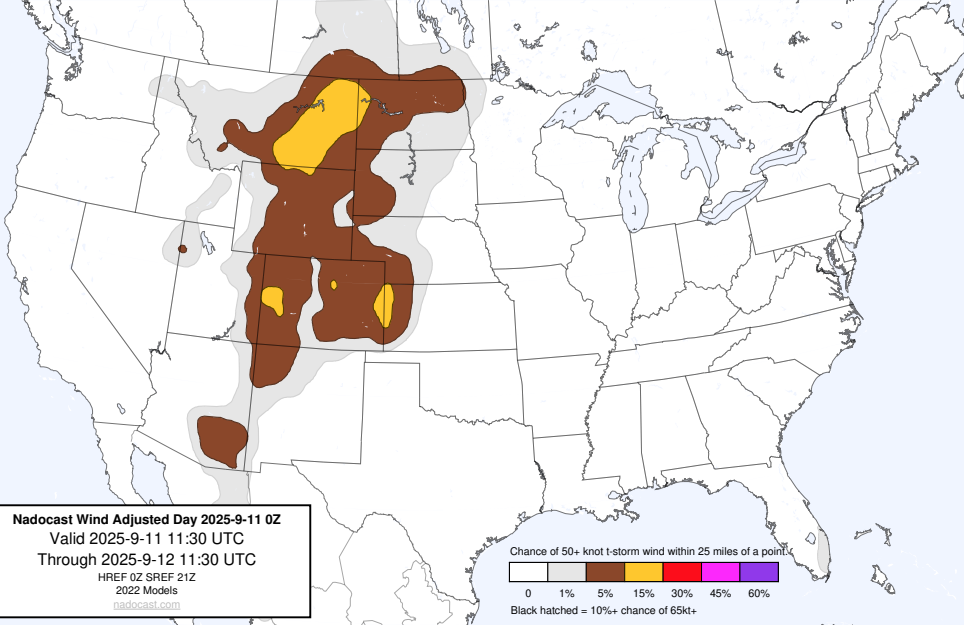 Nadocast Wind Adjusted Day 2025-9-11 0Z
Valid 2025-9-11 11:30 UTC
Through 2025-9-12 11:30 UTC
HREF 0Z SREF 21Z
2022 Models
nadocast.com
Chance of 50+ knot t-storm wind within 25 miles of a point.
0 1% 5% 15% 30% 45% 60%
Black hatched = 10%+ chance of 65kt+